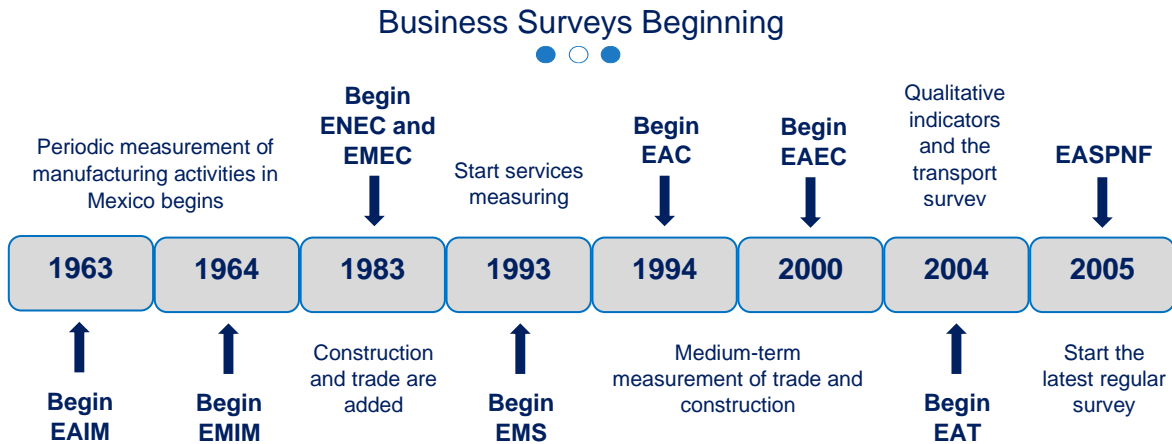 Business Surveys Beginning
Periodic measurement of
manufacturing activities in
Mexico begins
Begin
ENEC and
EMEC
Start services
measuring
Begin
EAC
Begin
EAEC
Qualitative
indicators
and the
transport
survev
EASPNF
1963
1964
1983
1993
1994
2000
2004
2005
Begin
EAIM
Begin
EMIM
Construction
and trade are
added
Begin
EMS
Medium-term
measurement of trade and
construction
Begin
EAT
Start the
latest regular
survey